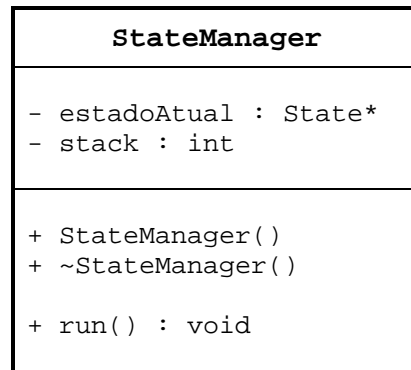 StateManager
- estadoAtual : State*
- stack : int
+ StateManager()
+ ~StateManager()
+ run() : void